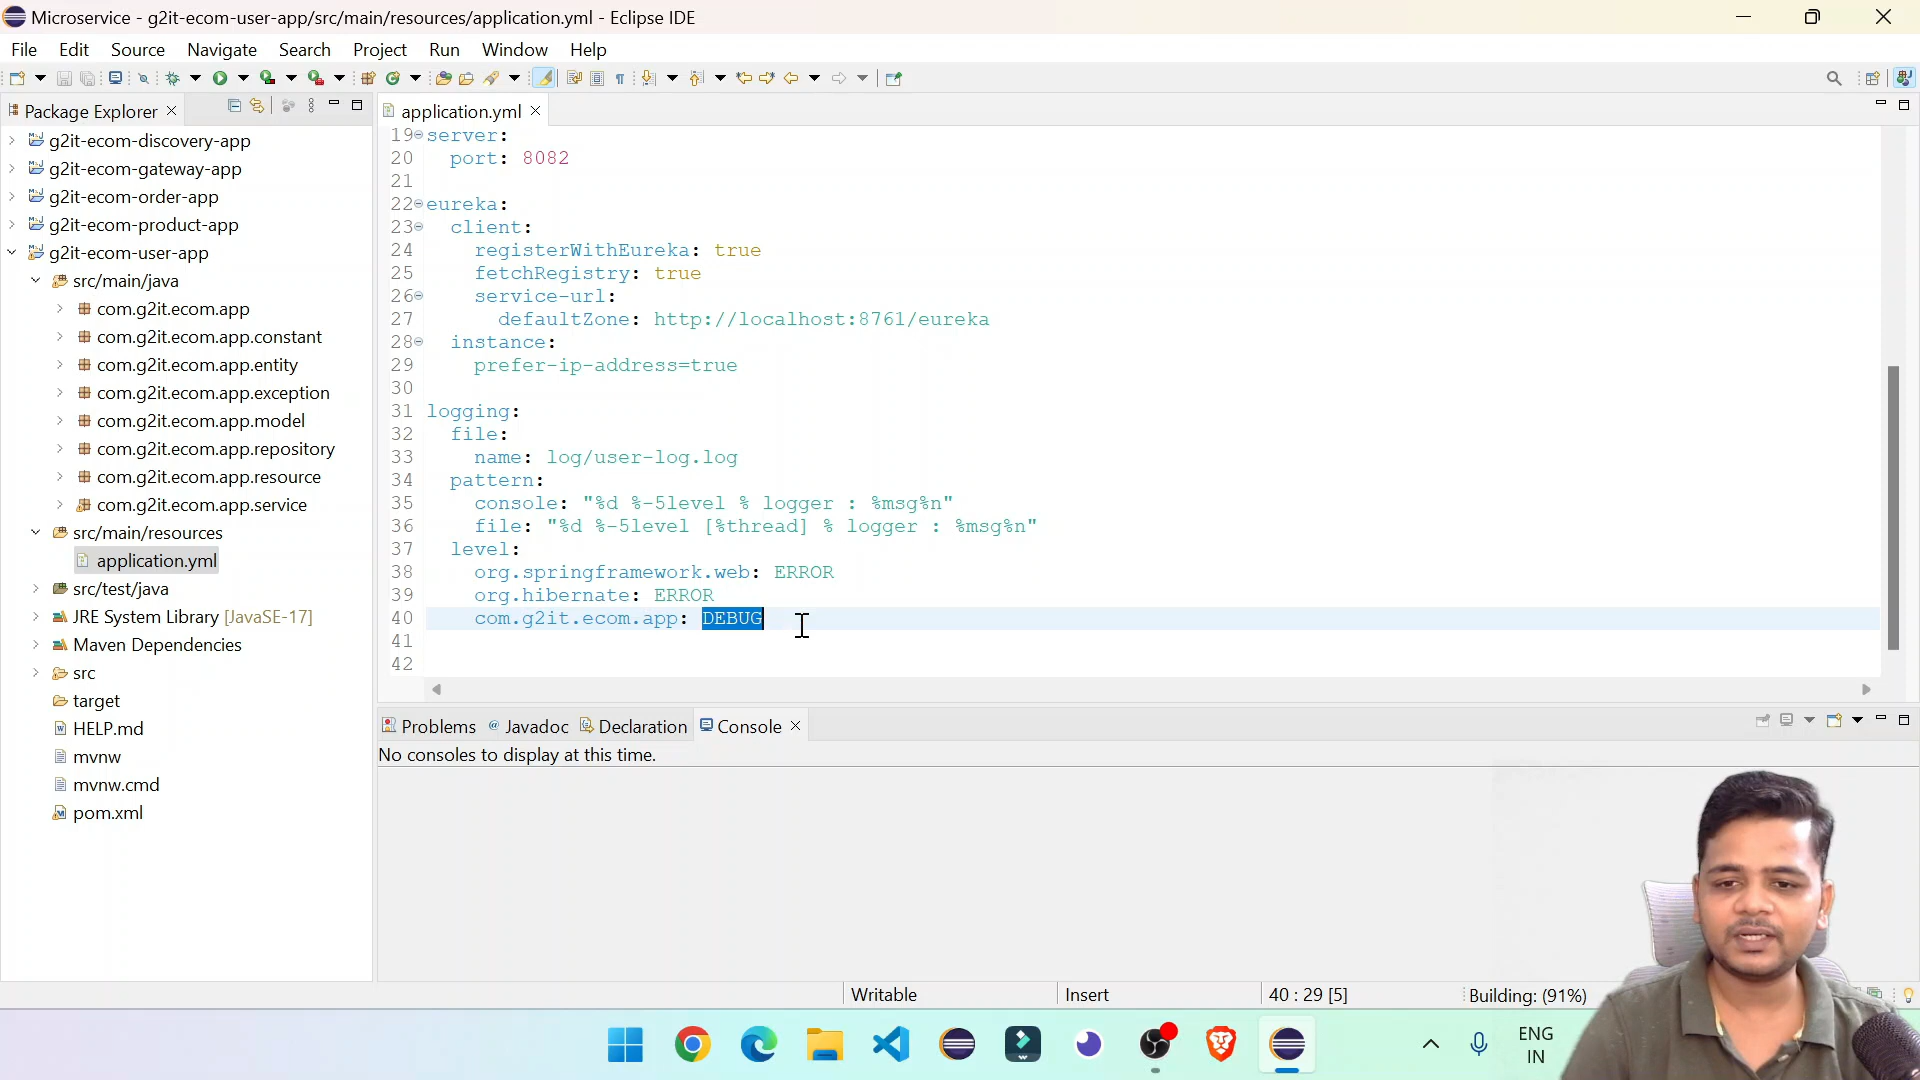 Microservice - g2it-ecom-user-app/src/main/resources/application.yml - Eclipse IDE
File Edit Source Navigate Search Project Run Window Help
Package Explorer
g2it-ecom-discovery-app
g2it-ecom-gateway-app
g2it-ecom-order-app
g2it-ecom-product-app
g2it-ecom-user-app
src/main/java
com.g2it.ecom.app
com.g2it.ecom.app.constant
com.g2it.ecom.app.entity
com.g2it.ecom.app.exception
com.g2it.ecom.app.model
com.g2it.ecom.app.repository
com.g2it.ecom.app.resource
com.g2it.ecom.app.service
src/main/resources
application.yml
src/test/java
JRE System Library [JavaSE-17]
Maven Dependencies
src
target
HELP.md
mvnw
mvnw.cmd
pom.xml
application.yml
19 server:
20 port: 8082
21
22 eureka:
23 client:
24 registerWithEureka: true
25 fetchRegistry: true
26 service-url:
27 defaultZone: http://localhost:8761/eureka
28 instance:
29 prefer-ip-address=true
30
31 logging:
32 file:
33 name: log/user-log.log
34 pattern:
35 console: "%d %-5level % logger : %msg%n"
36 file: "%d %-5level [%thread] % logger : %msg%n"
37 level:
38 org.springframework.web: ERROR
39 org.hibernate: ERROR
40 com.g2it.ecom.app: DEBUG
41
42
Problems Javadoc Declaration Console
No consoles to display at this time.
Writable Insert 40 : 29 [5] Building: (91%)
ENG
IN